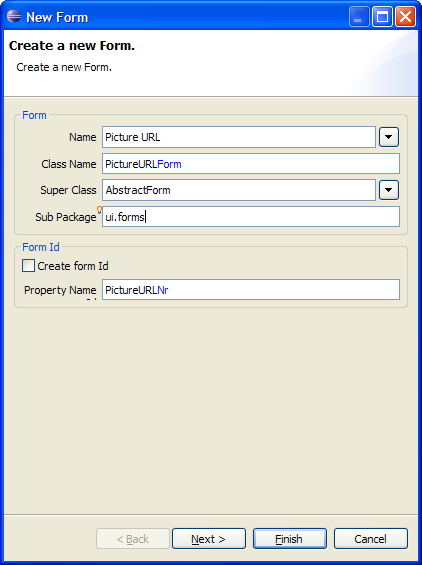 New Form
Create a new Form.
Create a new Form.
Form
Name Picture URL
Class Name PictureURLForm
Super Class AbstractForm
Sub Package ui.forms
Form Id
Create form Id
Property Name PictureURLNr
< Back Next > Finish Cancel